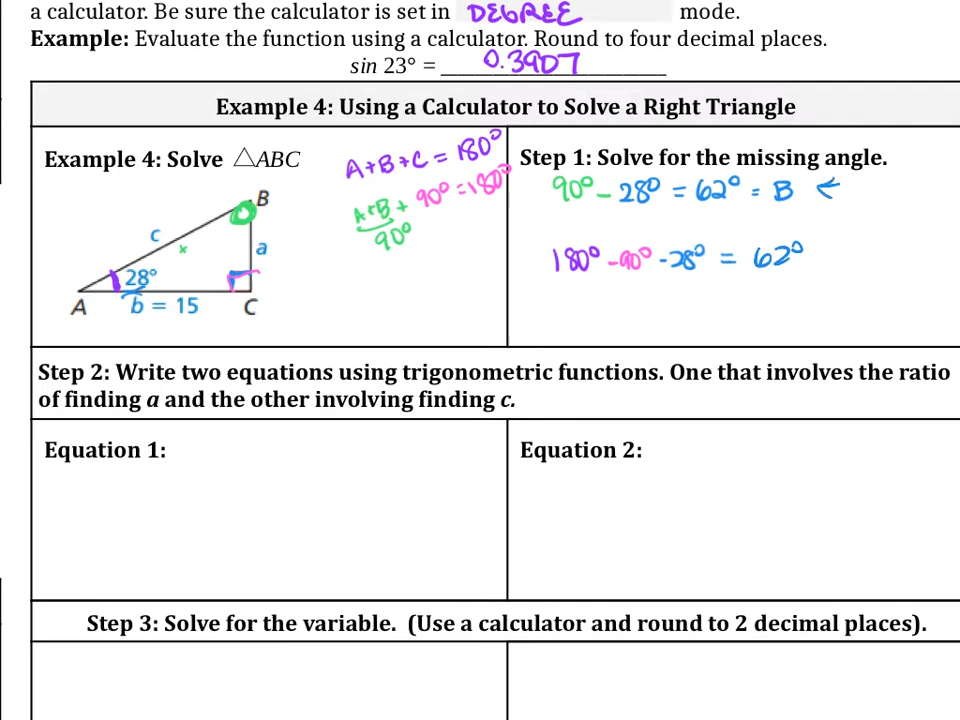 a calculator. Be sure the calculator is set in DEGREE mode.
Example: Evaluate the function using a calculator. Round to four decimal places.
sin 23° = 0.3907
Example 4: Using a Calculator to Solve a Right Triangle
Example 4: Solve △ABC
A+B+C = 180°
A+B + 90° = 180°
90°
B
c
x
a
28°
A
b = 15
C
Step 1: Solve for the missing angle.
90° - 28° = 62° = B ←
180° - 90° - 28° = 62°
Step 2: Write two equations using trigonometric functions. One that involves the ratio
of finding a and the other involving finding c.
Equation 1:
Equation 2:
Step 3: Solve for the variable. (Use a calculator and round to 2 decimal places).